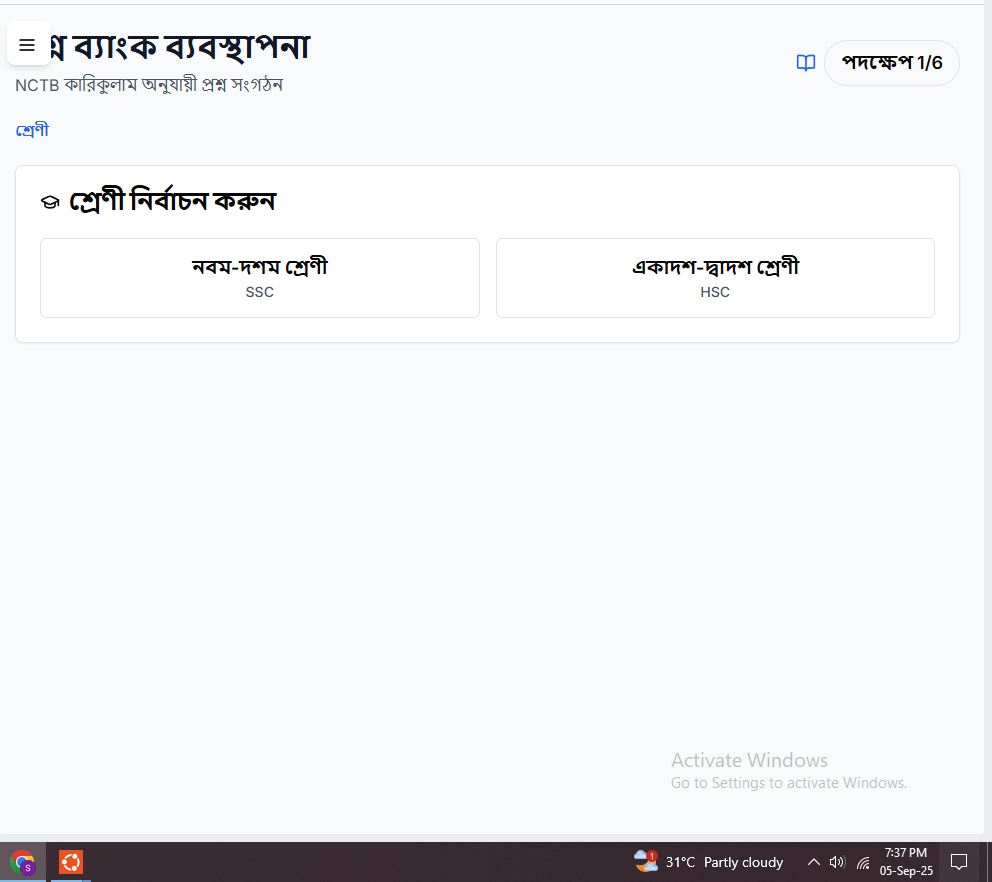 ব্যাংক ব্যবস্থাপনা
NCTB কারিকুলাম অনুযায়ী প্রশ্ন সংগঠন
পদক্ষেপ 1/6
শ্রেণী
শ্রেণী নির্বাচন করুন
নবম-দশম শ্রেণী
SSC
একাদশ-দ্বাদশ শ্রেণী
HSC
Activate Windows
Go to Settings to activate Windows.
S
1
31°C Partly cloudy
7:37 PM
05-Sep-25